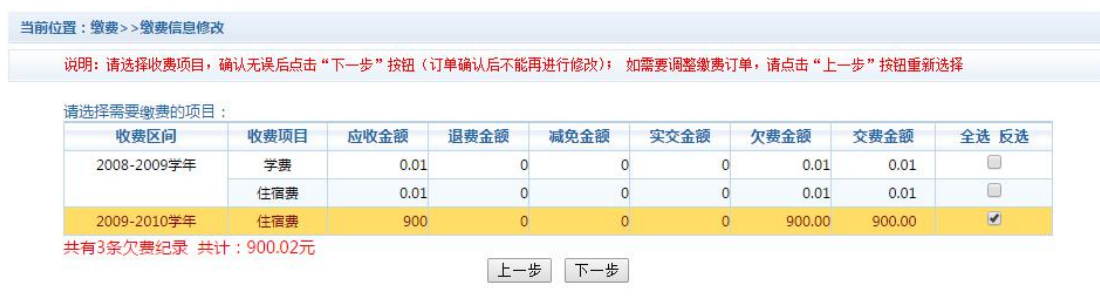 当前位置：缴费>>缴费信息修改
说明：请选择收费项目，确认无误后点击“下一步”按钮（订单确认后不能再进行修改）； 如需要调整缴费订单，请点击“上一步”按钮重新选择
请选择需要缴费的项目：
收费区间 收费项目 应收金额 退费金额 减免金额 实交金额 欠费金额 交费金额 全选 反选
2008-2009学年 学费 0.01 0 0 0 0.01 0.01
住宿费 0.01 0 0 0 0.01 0.01
2009-2010学年 住宿费 900 0 0 0 900.00 900.00
共有3条欠费纪录 共计：900.02元
上一步 下一步